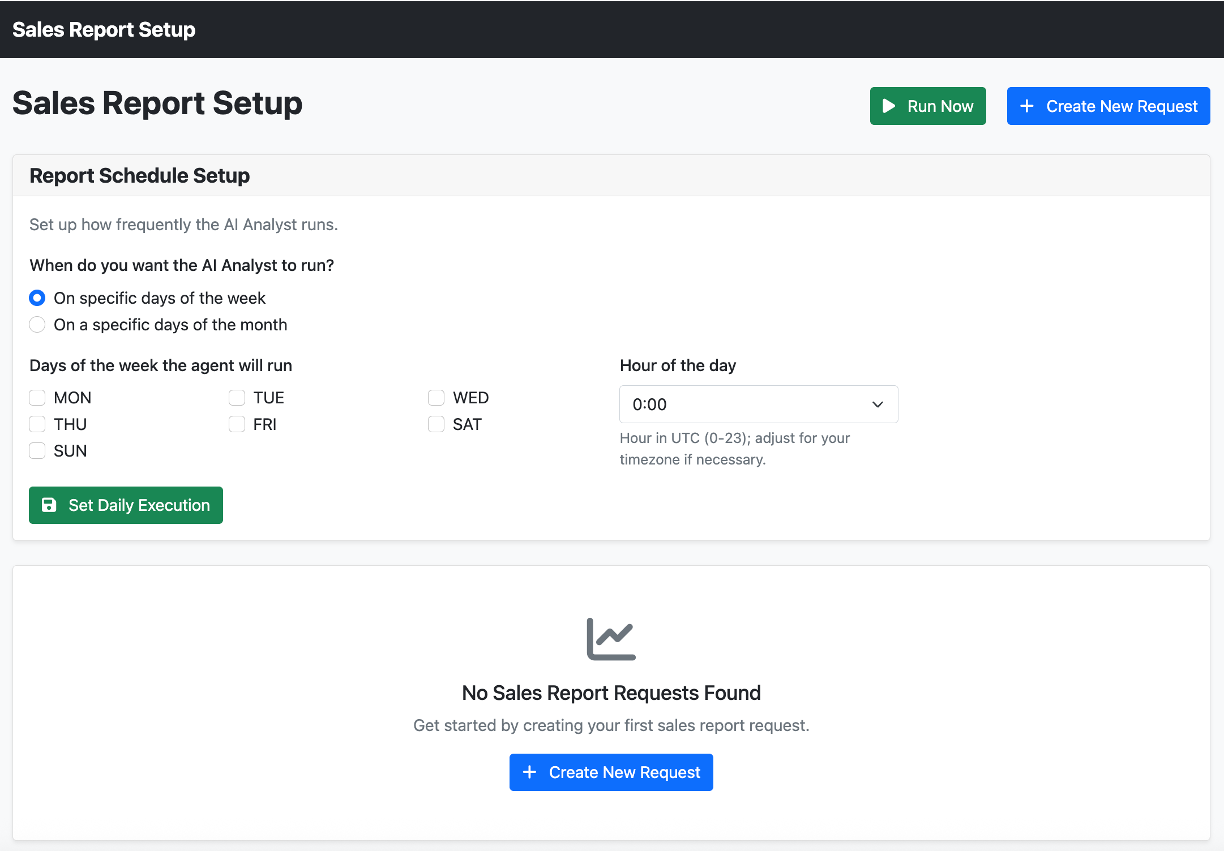 Sales Report Setup
Sales Report Setup
Run Now
Create New Request
Report Schedule Setup
Set up how frequently the AI Analyst runs.
When do you want the AI Analyst to run?
On specific days of the week
On a specific days of the month
Days of the week the agent will run
MON
TUE
WED
THU
FRI
SAT
SUN
Hour of the day
0:00
Hour in UTC (0-23); adjust for your
timezone if necessary.
Set Daily Execution
No Sales Report Requests Found
Get started by creating your first sales report request.
Create New Request